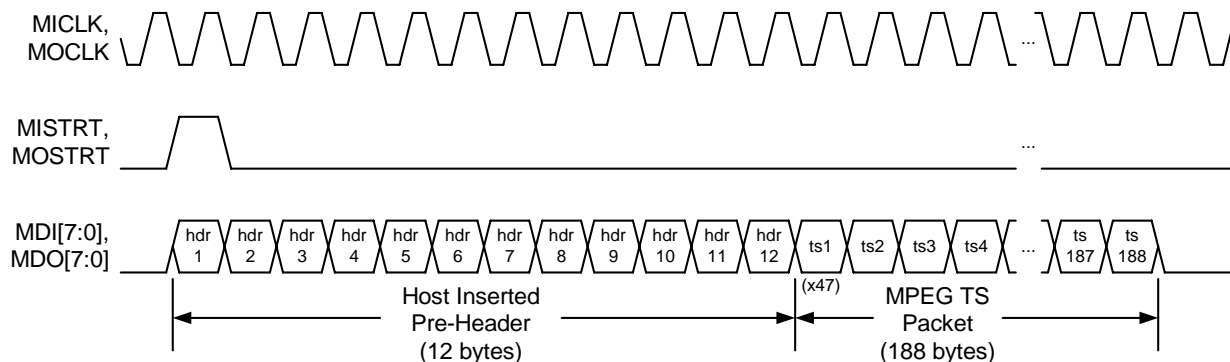 MICLK,
MOCLK
...
MISTRT,
MOSTRT
...
MDI[7:0],
MDO[7:0]
hdr 1
hdr 2
hdr 3
hdr 4
hdr 5
hdr 6
hdr 7
hdr 8
hdr 9
hdr 10
hdr 11
hdr 12
ts1
ts2
ts3
ts4
...
ts 187
ts 188
(x47)
Host Inserted
Pre-Header
(12 bytes)
MPEG TS
Packet
(188 bytes)